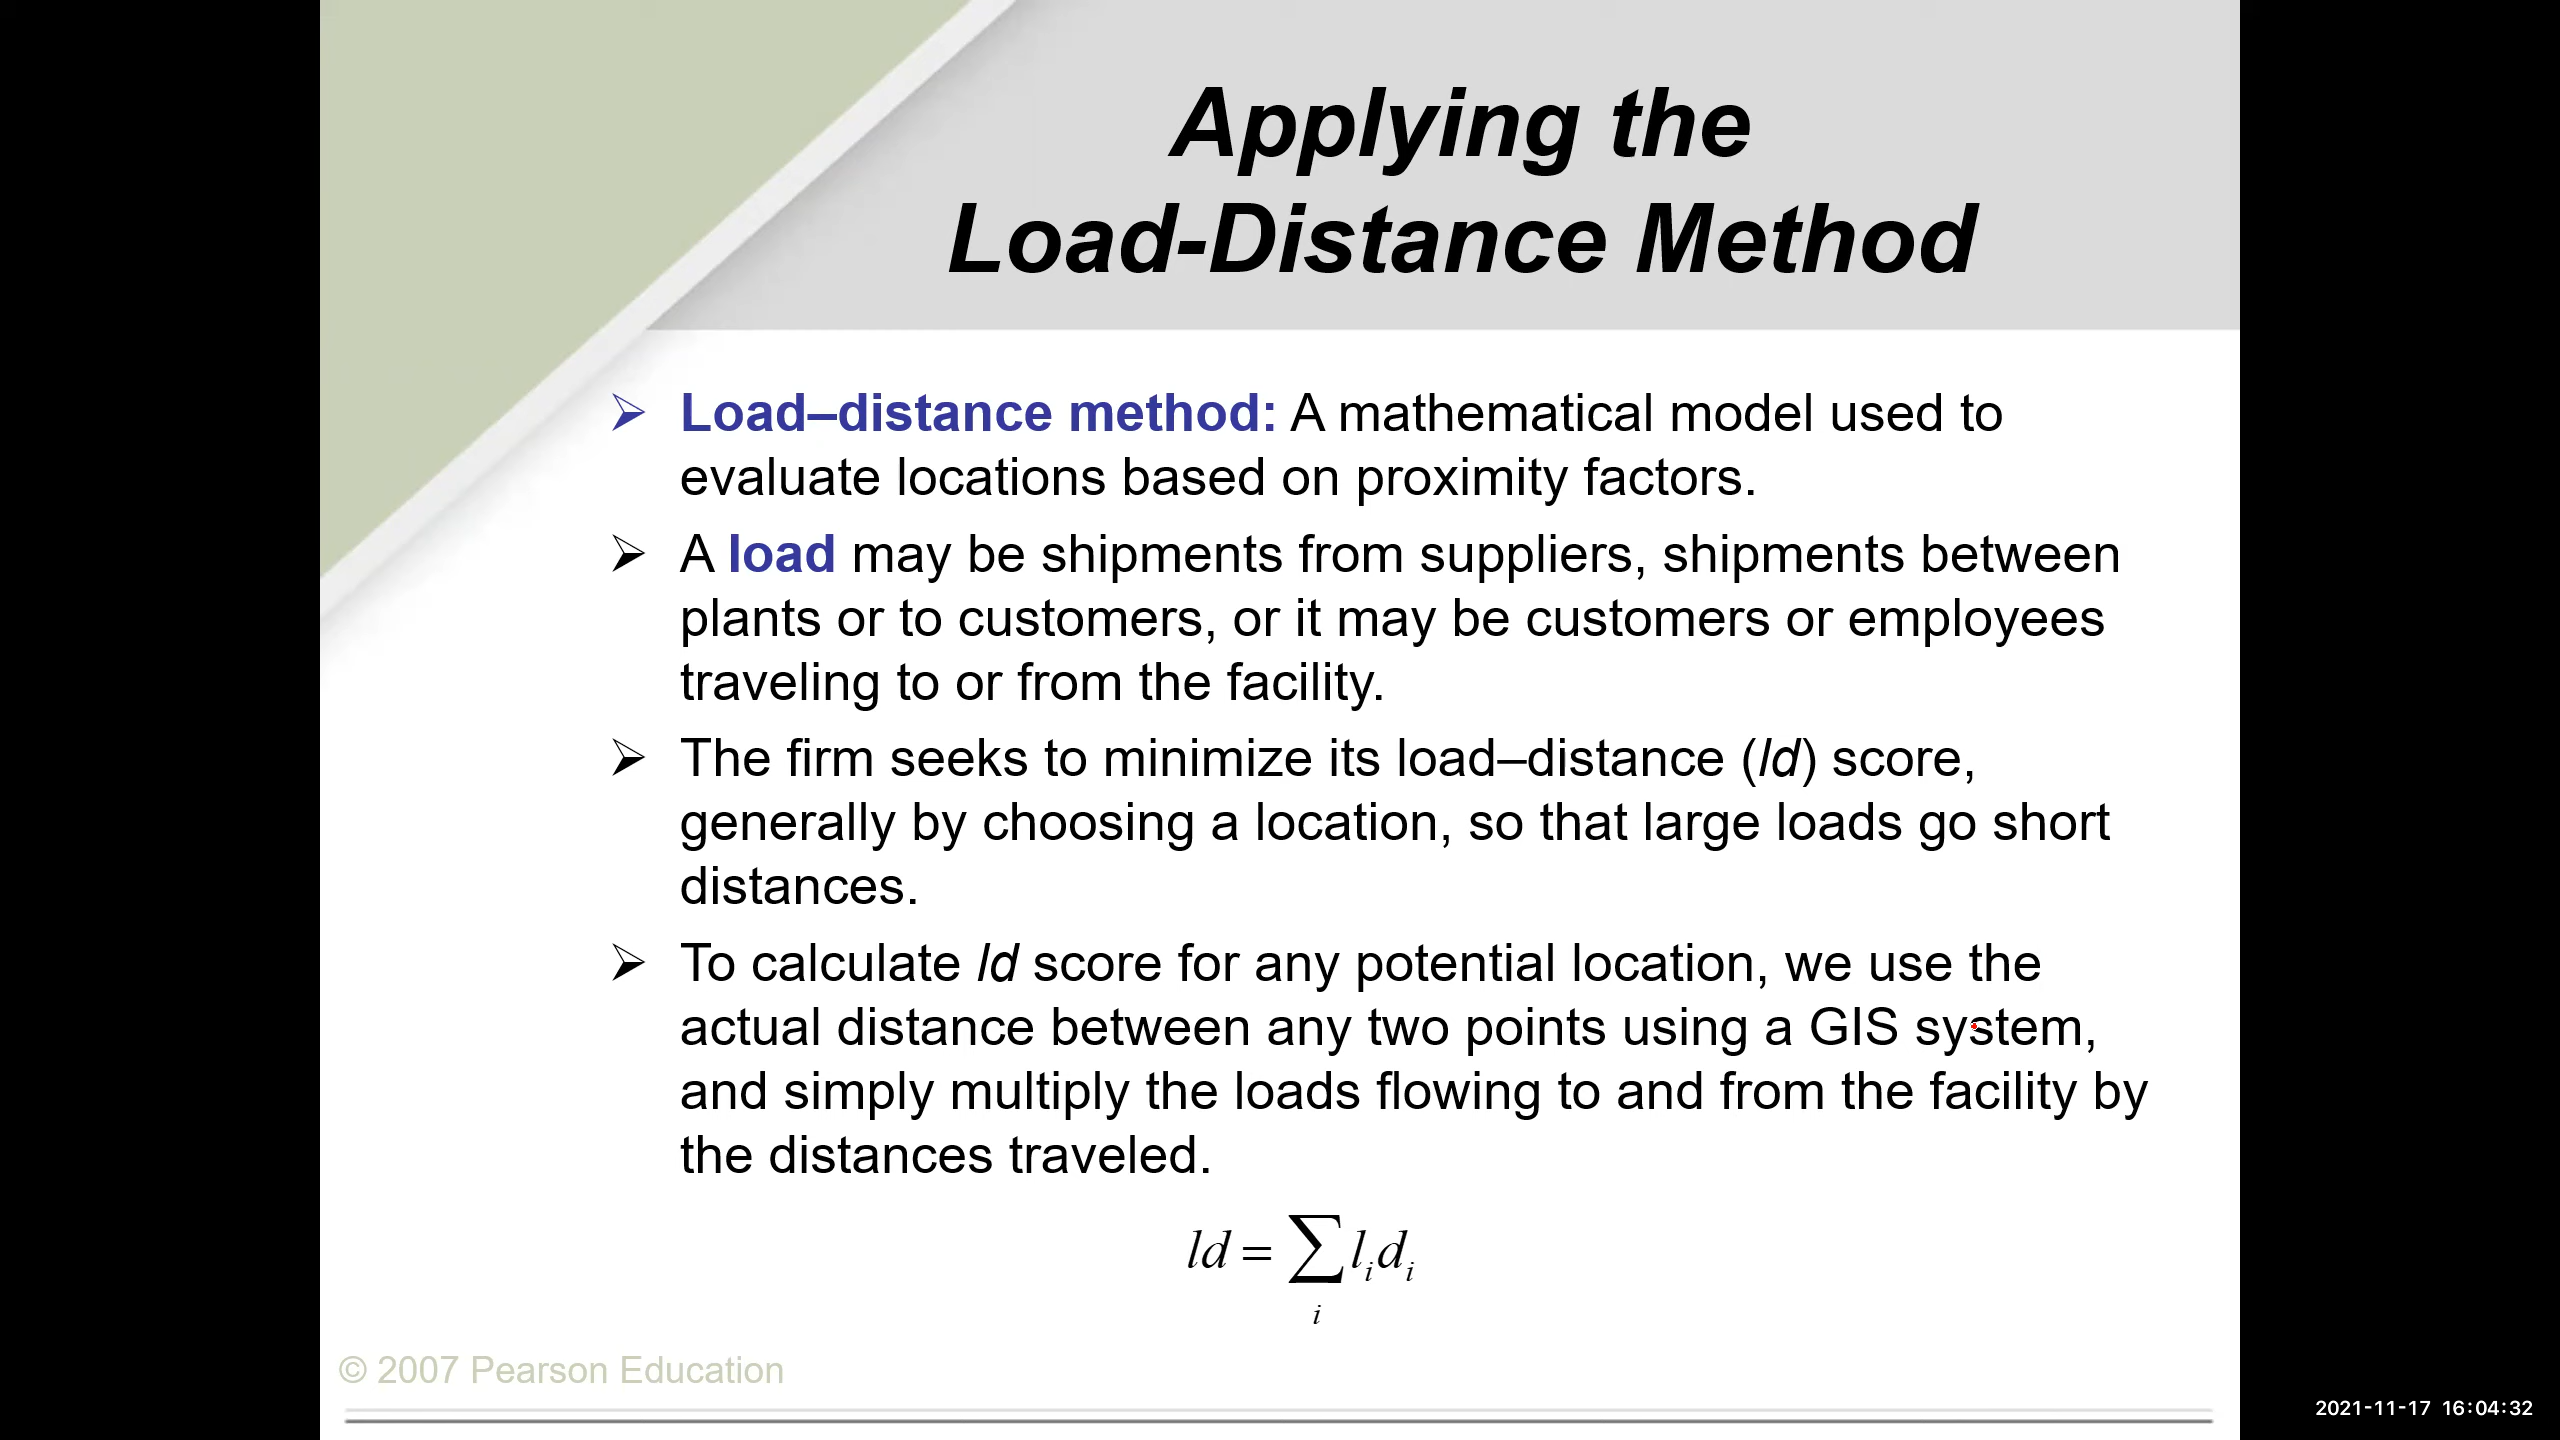 Applying the
Load-Distance Method
➢ Load–distance method: A mathematical model used to
evaluate locations based on proximity factors.
➢ A load may be shipments from suppliers, shipments between
plants or to customers, or it may be customers or employees
traveling to or from the facility.
➢ The firm seeks to minimize its load–distance (ld) score,
generally by choosing a location, so that large loads go short
distances.
➢ To calculate ld score for any potential location, we use the
actual distance between any two points using a GIS system,
and simply multiply the loads flowing to and from the facility by
the distances traveled.
ld = ∑ lᵢdᵢ
i
© 2007 Pearson Education
2021-11-17 16:04:32